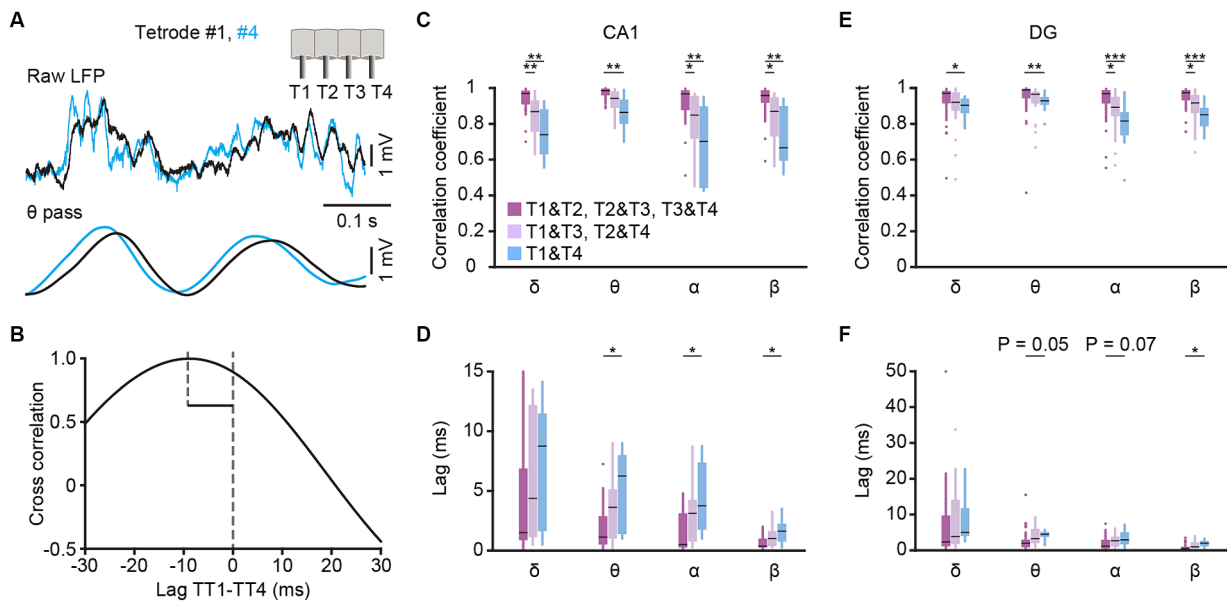 A
Tetrode #1, #4
Raw LFP
T1 T2 T3 T4
1 mV
0.1 s
θ pass
1 mV
B
Cross correlation
1.0
0.5
0
-0.5
-30 -20 -10 0 10 20 30
Lag TT1-TT4 (ms)
C
CA1
** ** ** ** * ** *
Correlation coefficient
1
0.8
0.6
0.4
0.2
0
T1&T2, T2&T3, T3&T4
T1&T3, T2&T4
T1&T4
δ θ α β
D
* * *
Lag (ms)
15
10
5
0
δ θ α β
E
DG
* ** *** * *** *
Correlation coefficient
1
0.8
0.6
0.4
0.2
0
δ θ α β
F
P = 0.05 P = 0.07 *
Lag (ms)
50
40
30
20
10
0
δ θ α β